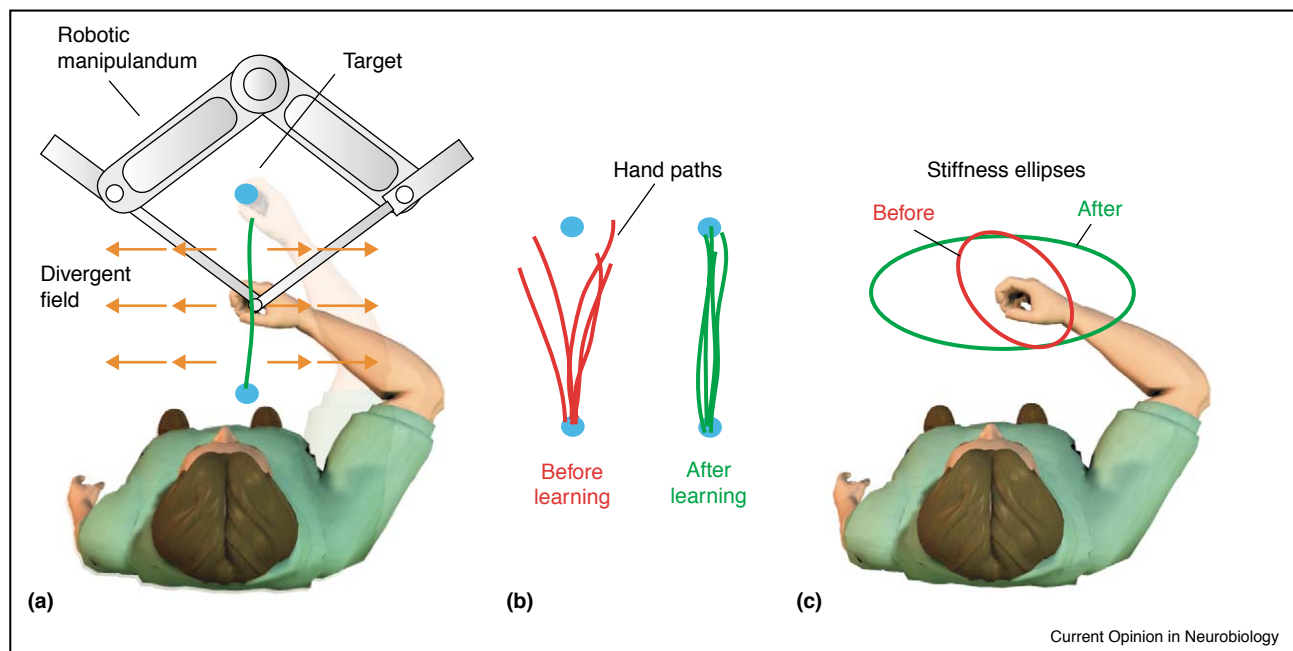 Robotic
manipulandum
Target
Divergent
field
(a)
Hand paths
Before
learning
After
learning
(b)
Stiffness ellipses
Before
After
(c)
Current Opinion in Neurobiology